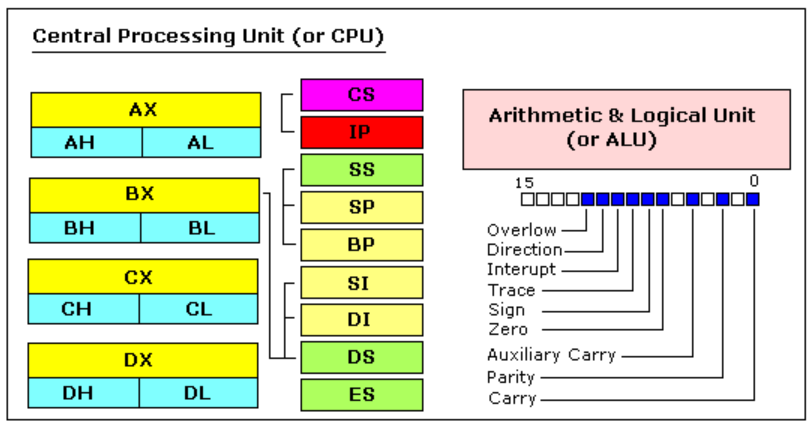 Central Processing Unit (or CPU)
AX
AH AL
BX
BH BL
CX
CH CL
DX
DH DL
CS
IP
SS
SP
BP
SI
DI
DS
ES
Arithmetic & Logical Unit
(or ALU)
15 0
Overlow
Direction
Interupt
Trace
Sign
Zero
Auxiliary Carry
Parity
Carry